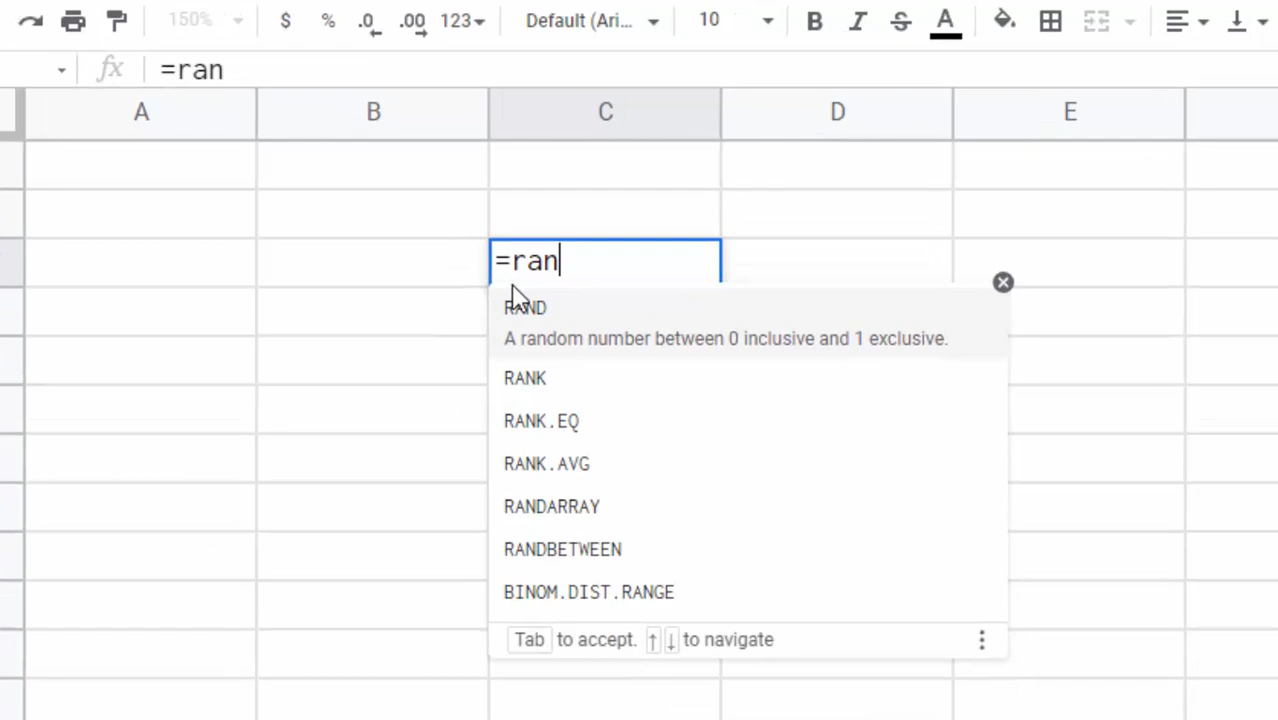 150% $ % .0 .00 123 Default (Ari... 10 B I S A
fx =ran
A B C D E
=ran
RAND
A random number between 0 inclusive and 1 exclusive.
RANK
RANK.EQ
RANK.AVG
RANDARRAY
RANDBETWEEN
BINOM.DIST.RANGE
Tab to accept. ↑ ↓ to navigate